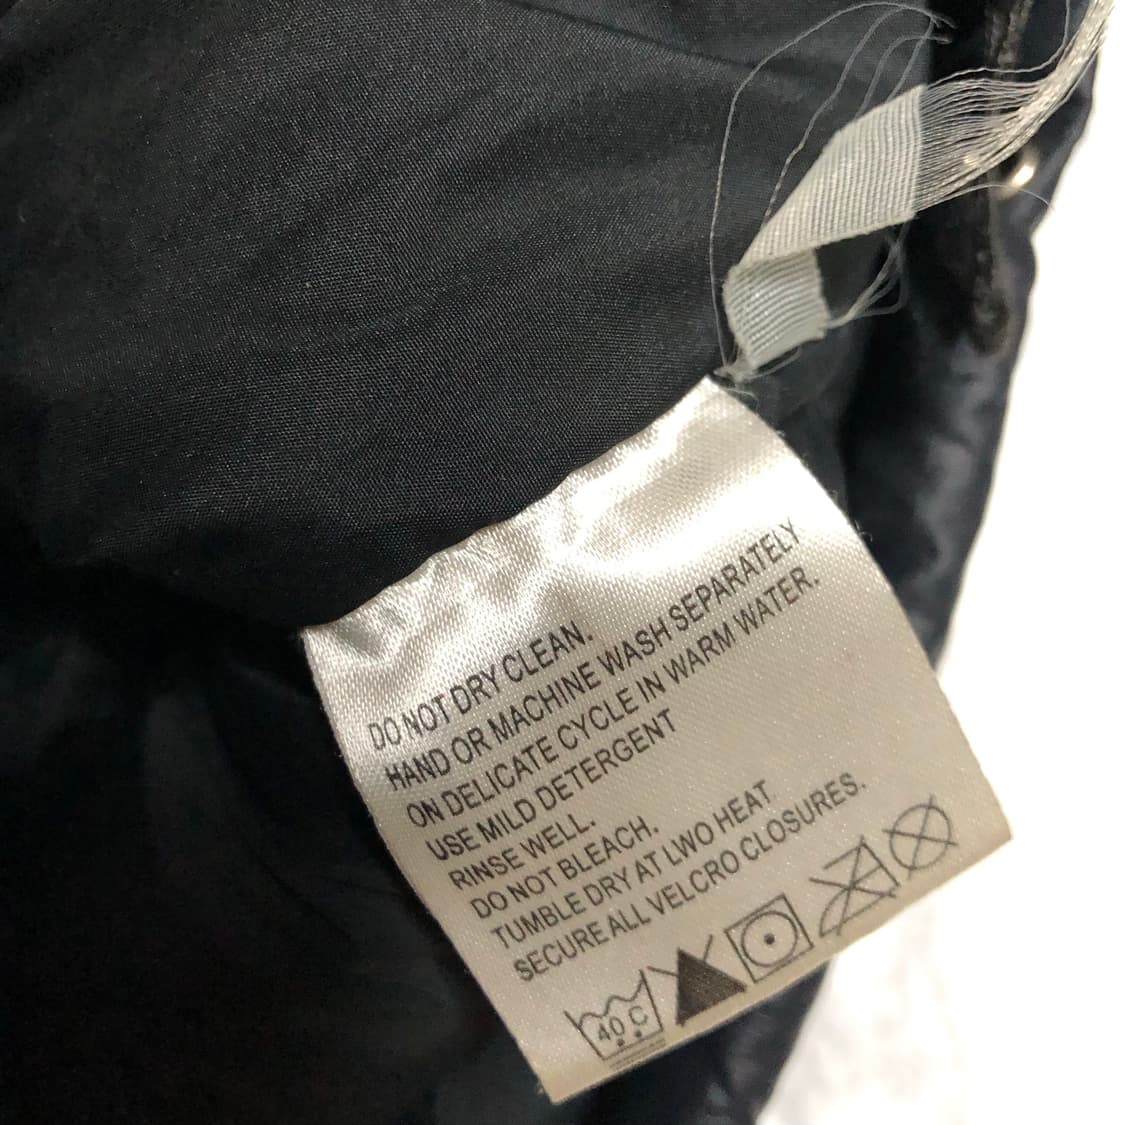 DO NOT DRY CLEAN.
HAND OR MACHINE WASH SEPARATELY
ON DELICATE CYCLE IN WARM WATER.
USE MILD DETERGENT
RINSE WELL.
DO NOT BLEACH.
TUMBLE DRY AT LWO HEAT
SECURE ALL VELCRO CLOSURES.
40 C